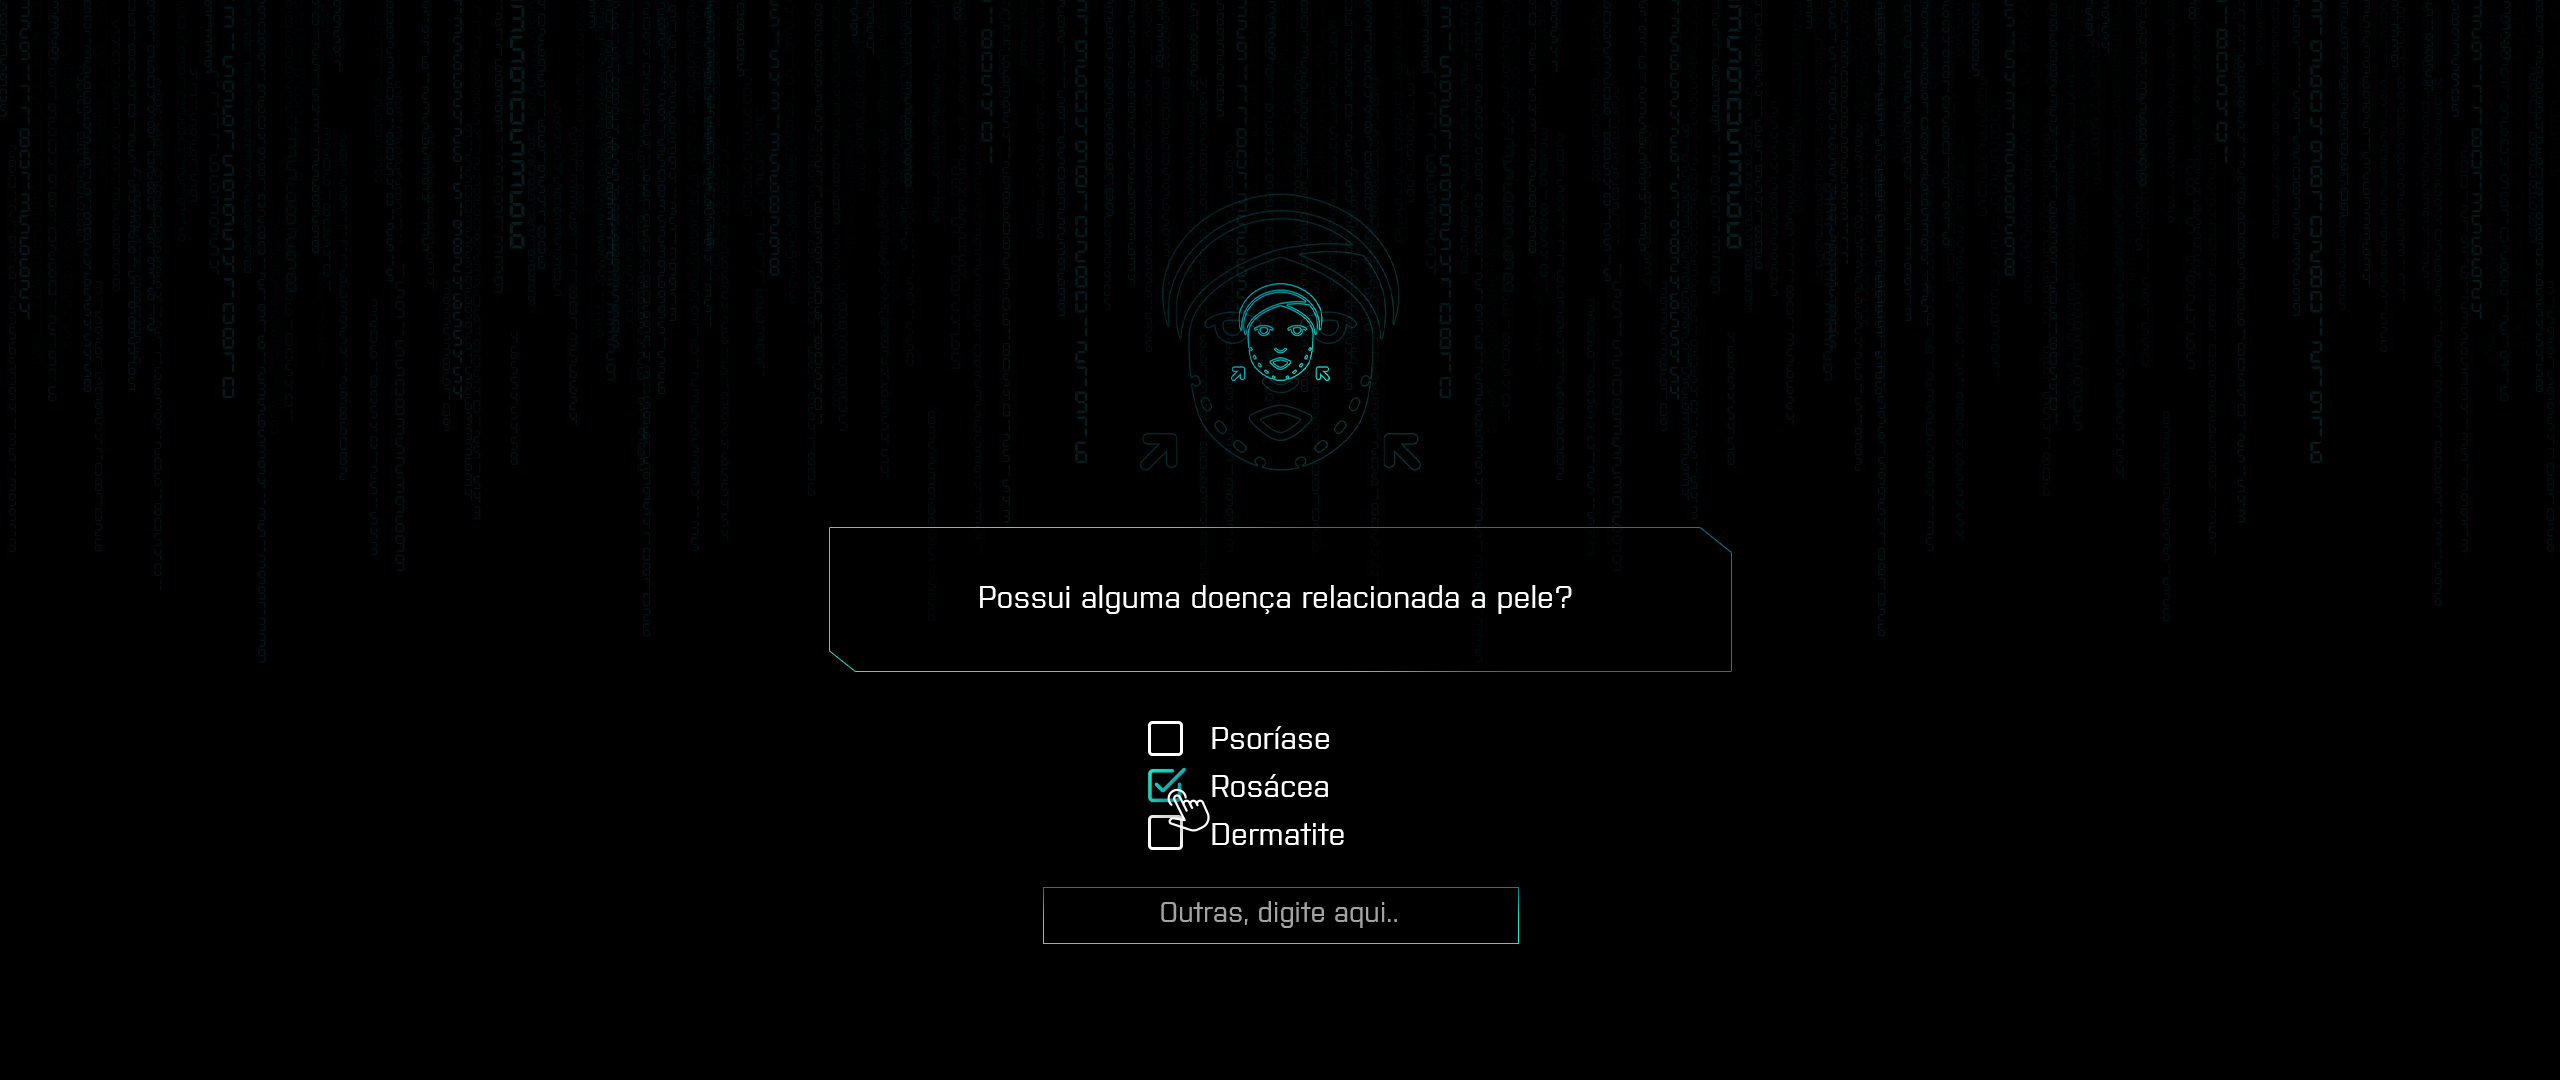 Possui alguma doença relacionada a pele?
Psoríase
Rosácea
Dermatite
Outras, digite aqui..